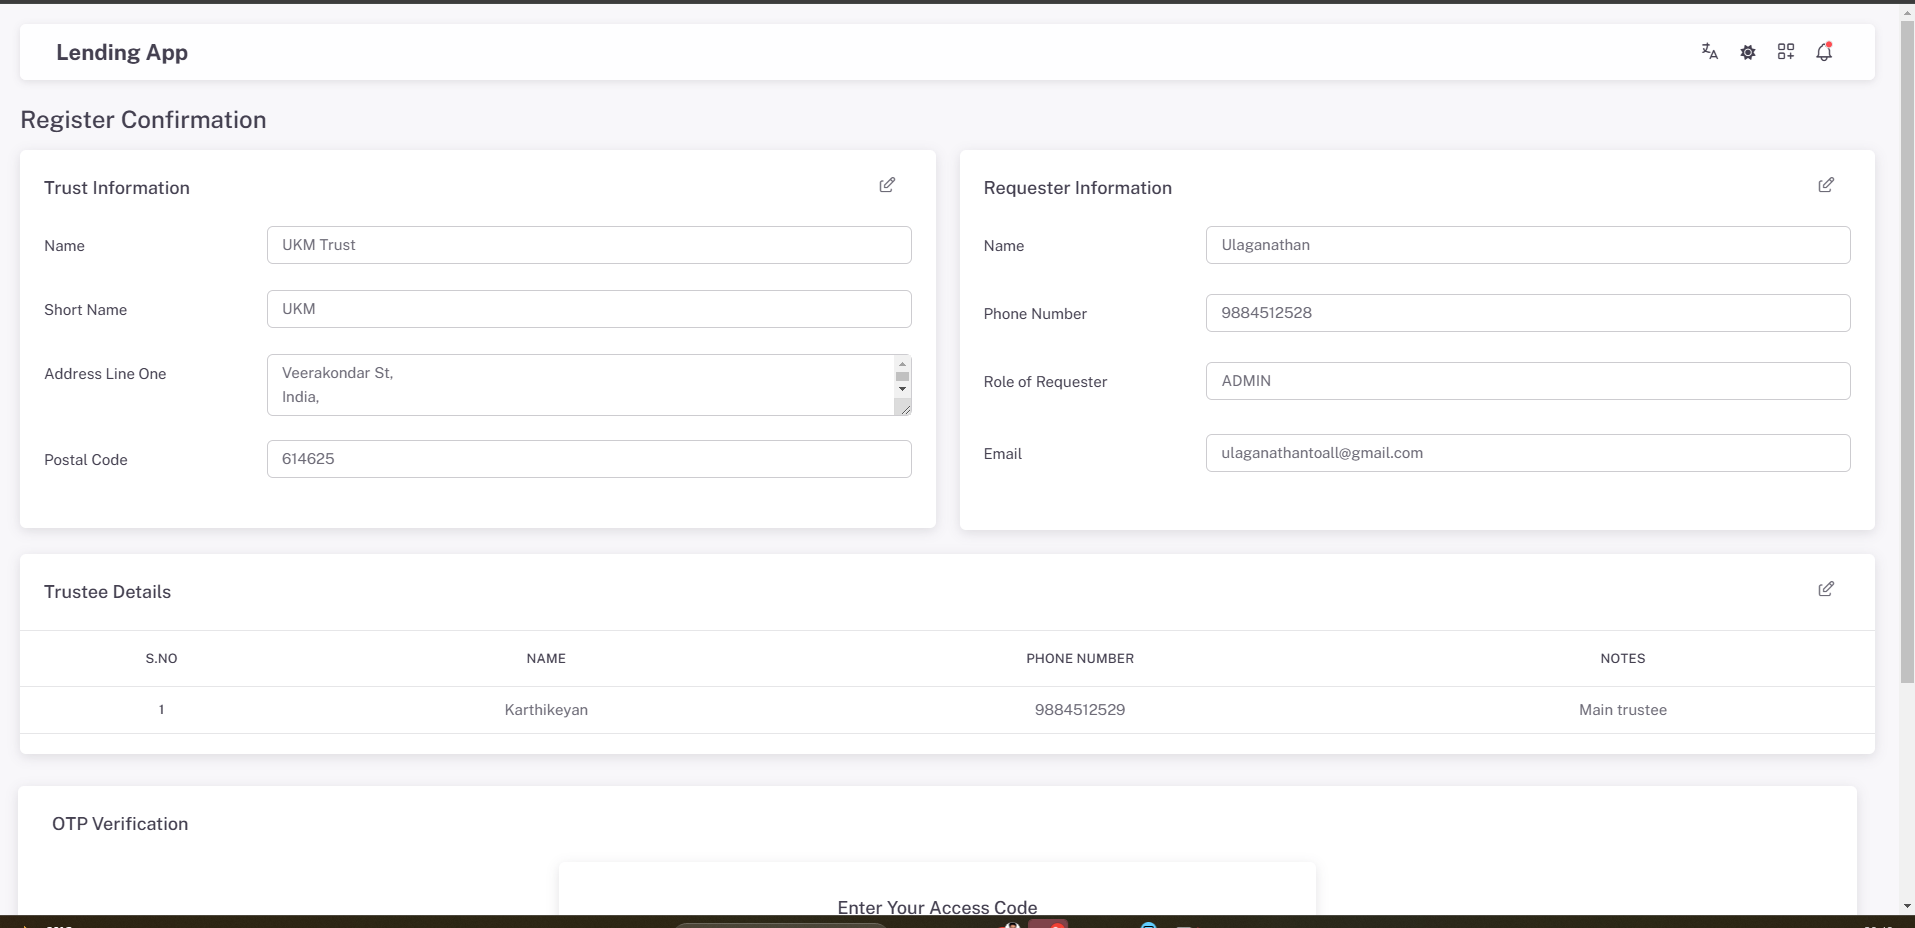 Lending App
Register Confirmation
Trust Information
Name
UKM Trust
Short Name
UKM
Address Line One
Veerakondar St,
India,
Postal Code
614625
Requester Information
Name
Ulaganathan
Phone Number
9884512528
Role of Requester
ADMIN
Email
ulaganathantoall@gmail.com
Trustee Details
S.NO NAME PHONE NUMBER NOTES
1 Karthikeyan 9884512529 Main trustee
OTP Verification
Enter Your Access Code